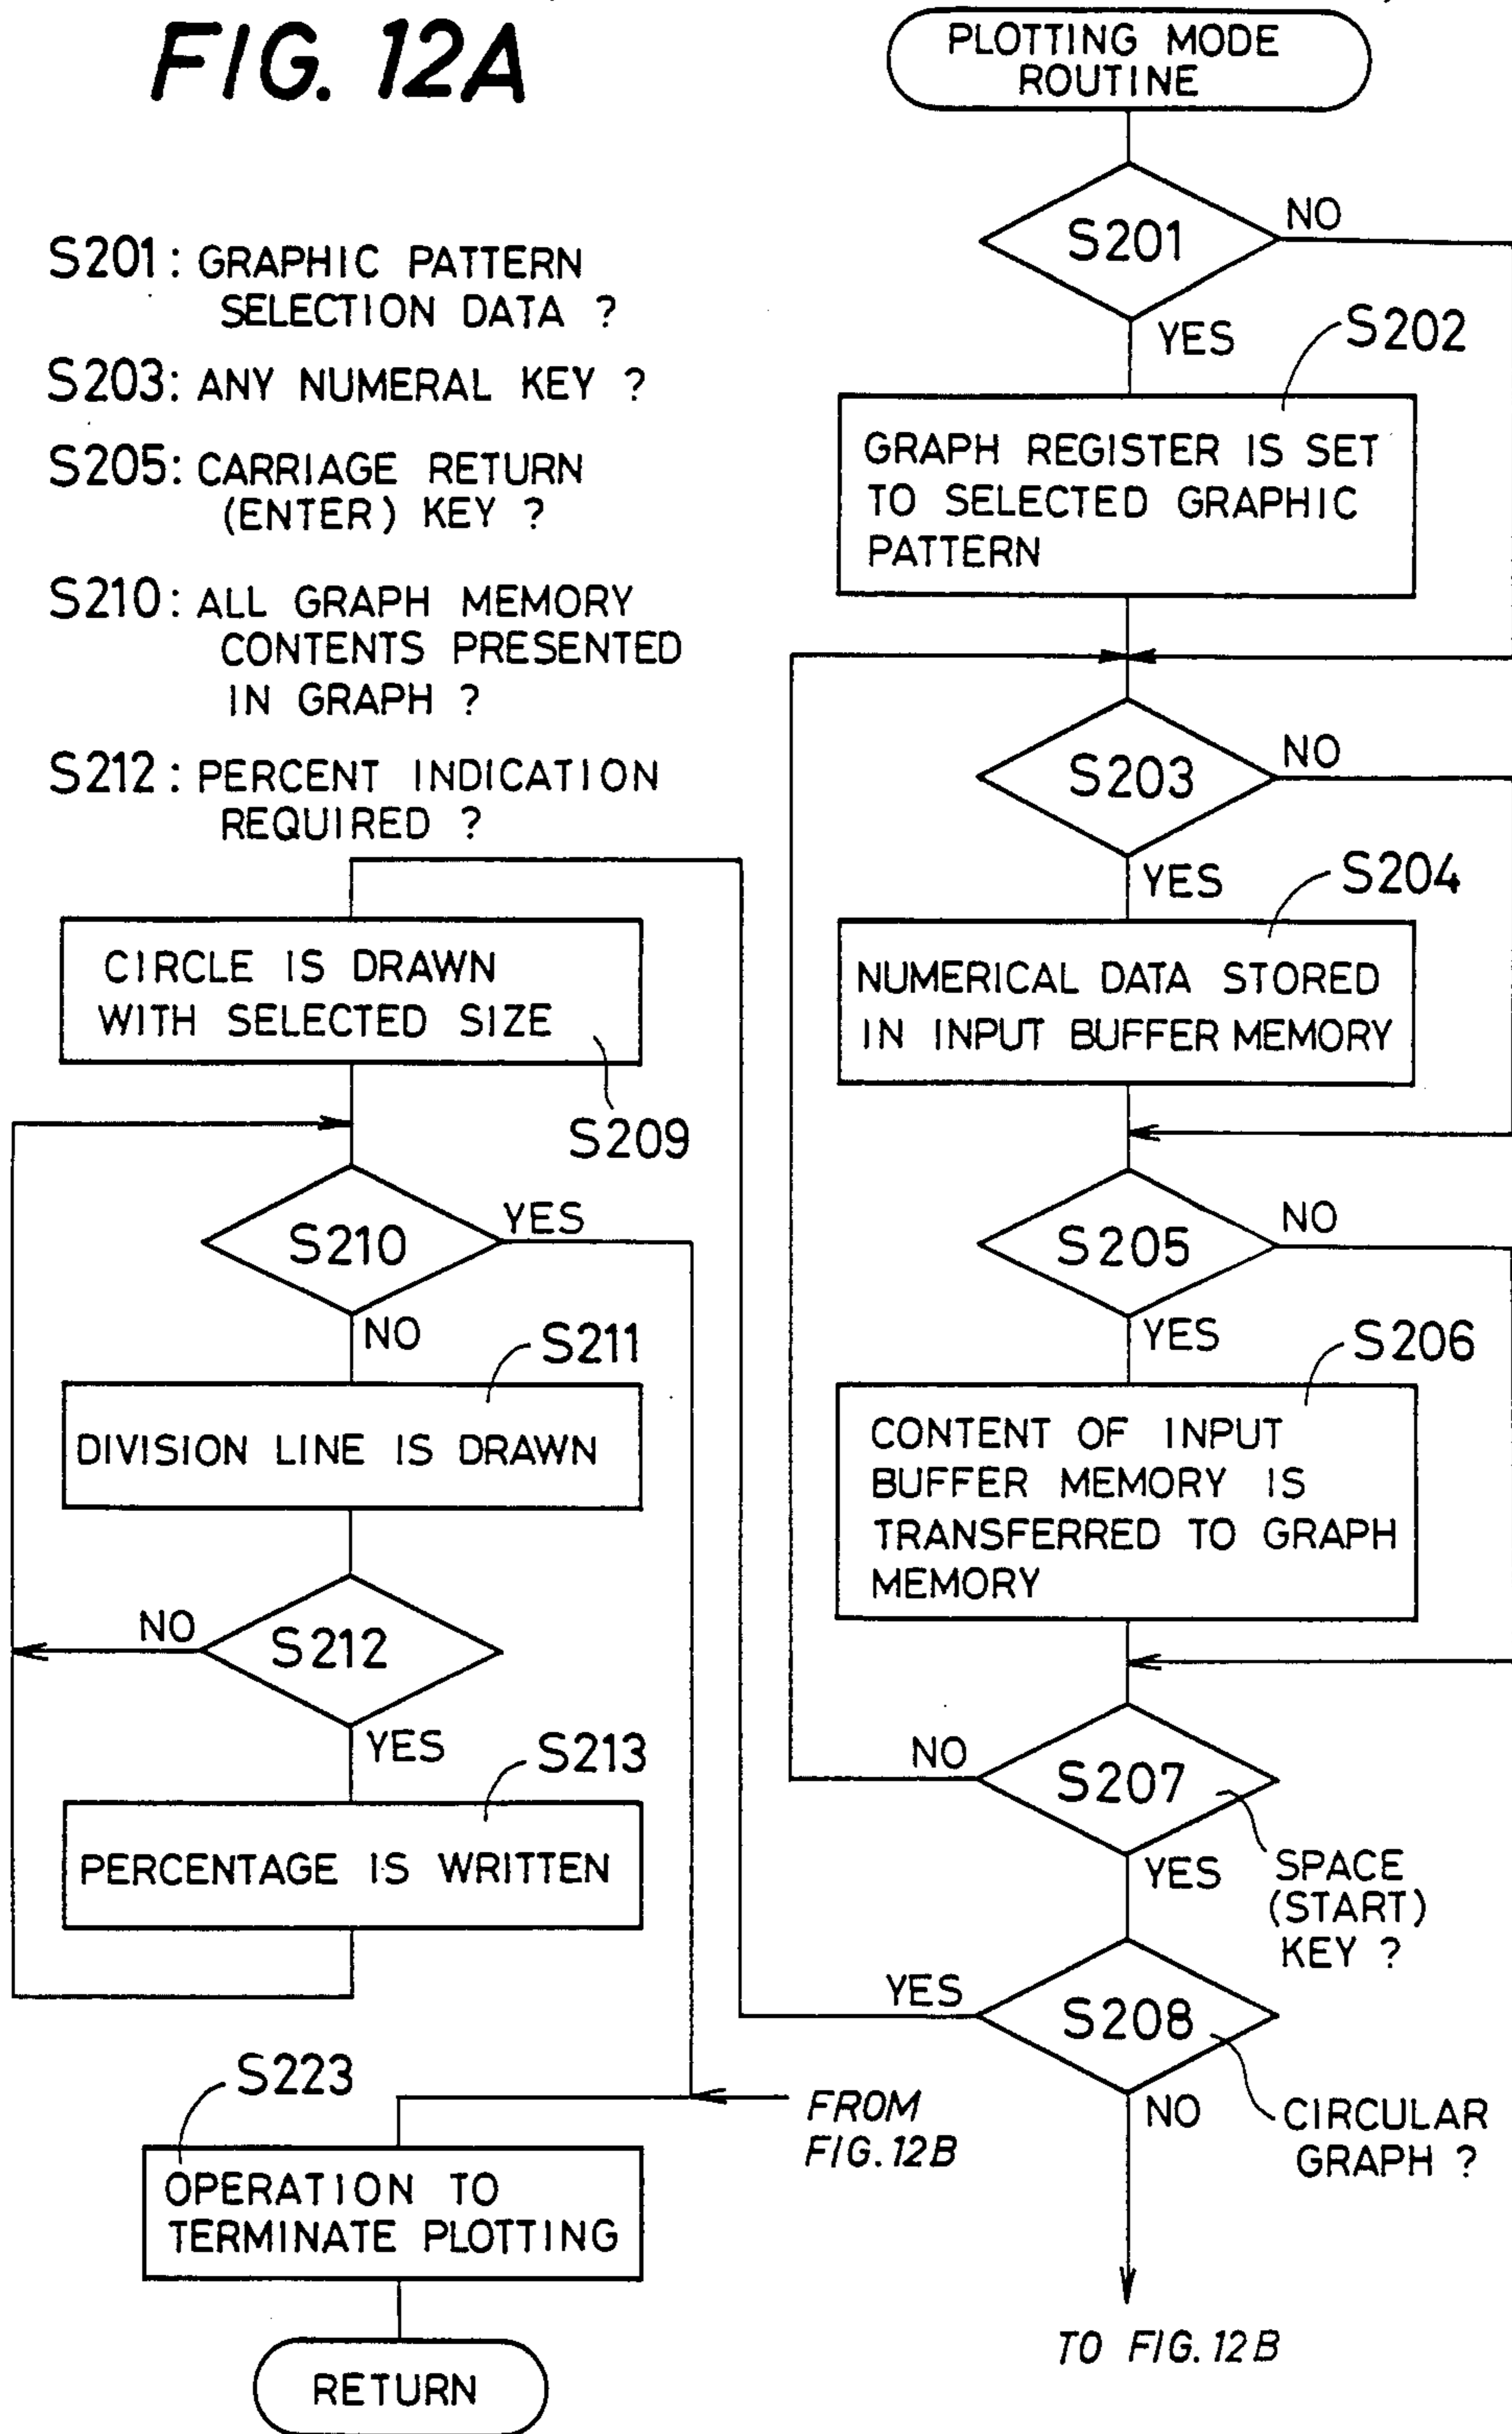 FIG. 12A
S201: GRAPHIC PATTERN
SELECTION DATA ?
S203: ANY NUMERAL KEY ?
S205: CARRIAGE RETURN
(ENTER) KEY ?
S210: ALL GRAPH MEMORY
CONTENTS PRESENTED
IN GRAPH ?
S212: PERCENT INDICATION
REQUIRED ?
PLOTTING MODE
ROUTINE
S201
NO
YES
S202
GRAPH REGISTER IS SET
TO SELECTED GRAPHIC
PATTERN
S203
NO
YES
S204
NUMERICAL DATA STORED
IN INPUT BUFFER MEMORY
S205
NO
YES
S206
CONTENT OF INPUT
BUFFER MEMORY IS
TRANSFERRED TO GRAPH
MEMORY
NO
S207
YES
SPACE
(START)
KEY ?
YES
S208
NO
CIRCULAR
GRAPH ?
TO FIG. 12B
CIRCLE IS DRAWN
WITH SELECTED SIZE
S209
S210
YES
NO
S211
DIVISION LINE IS DRAWN
NO
S212
YES
S213
PERCENTAGE IS WRITTEN
FROM
FIG. 12B
S223
OPERATION TO
TERMINATE PLOTTING
RETURN